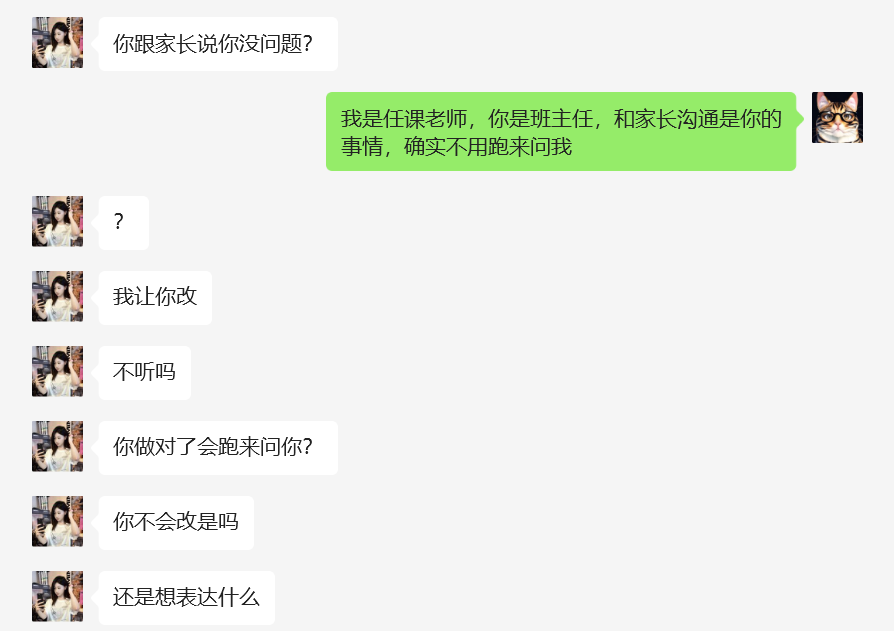 你跟家长说你没问题？
我是任课老师，你是班主任，和家长沟通是你的
事情，确实不用跑来问我
？
我让你改
不听吗
你做对了会跑来问你？
你不会改是吗
还是想表达什么